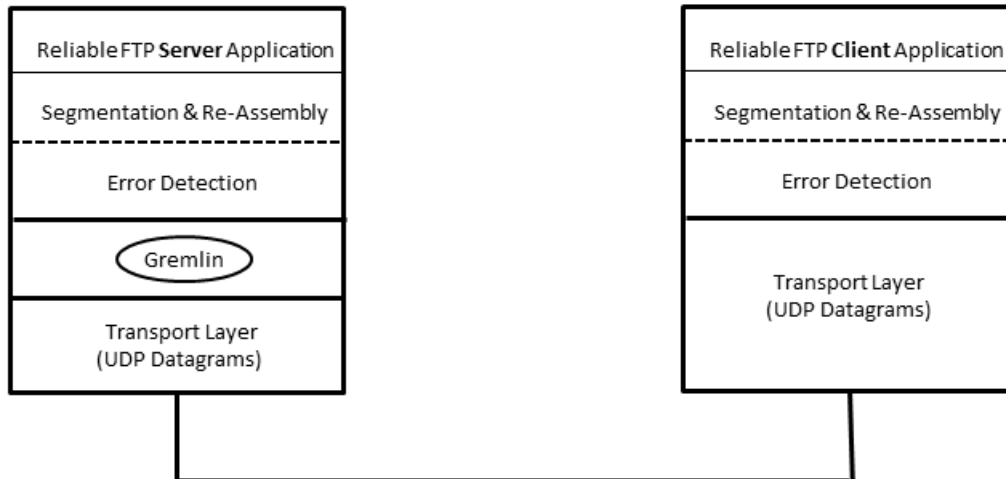 Reliable FTP Server Application
Segmentation & Re-Assembly
Error Detection
Gremlin
Transport Layer
(UDP Datagrams)
Reliable FTP Client Application
Segmentation & Re-Assembly
Error Detection
Transport Layer
(UDP Datagrams)